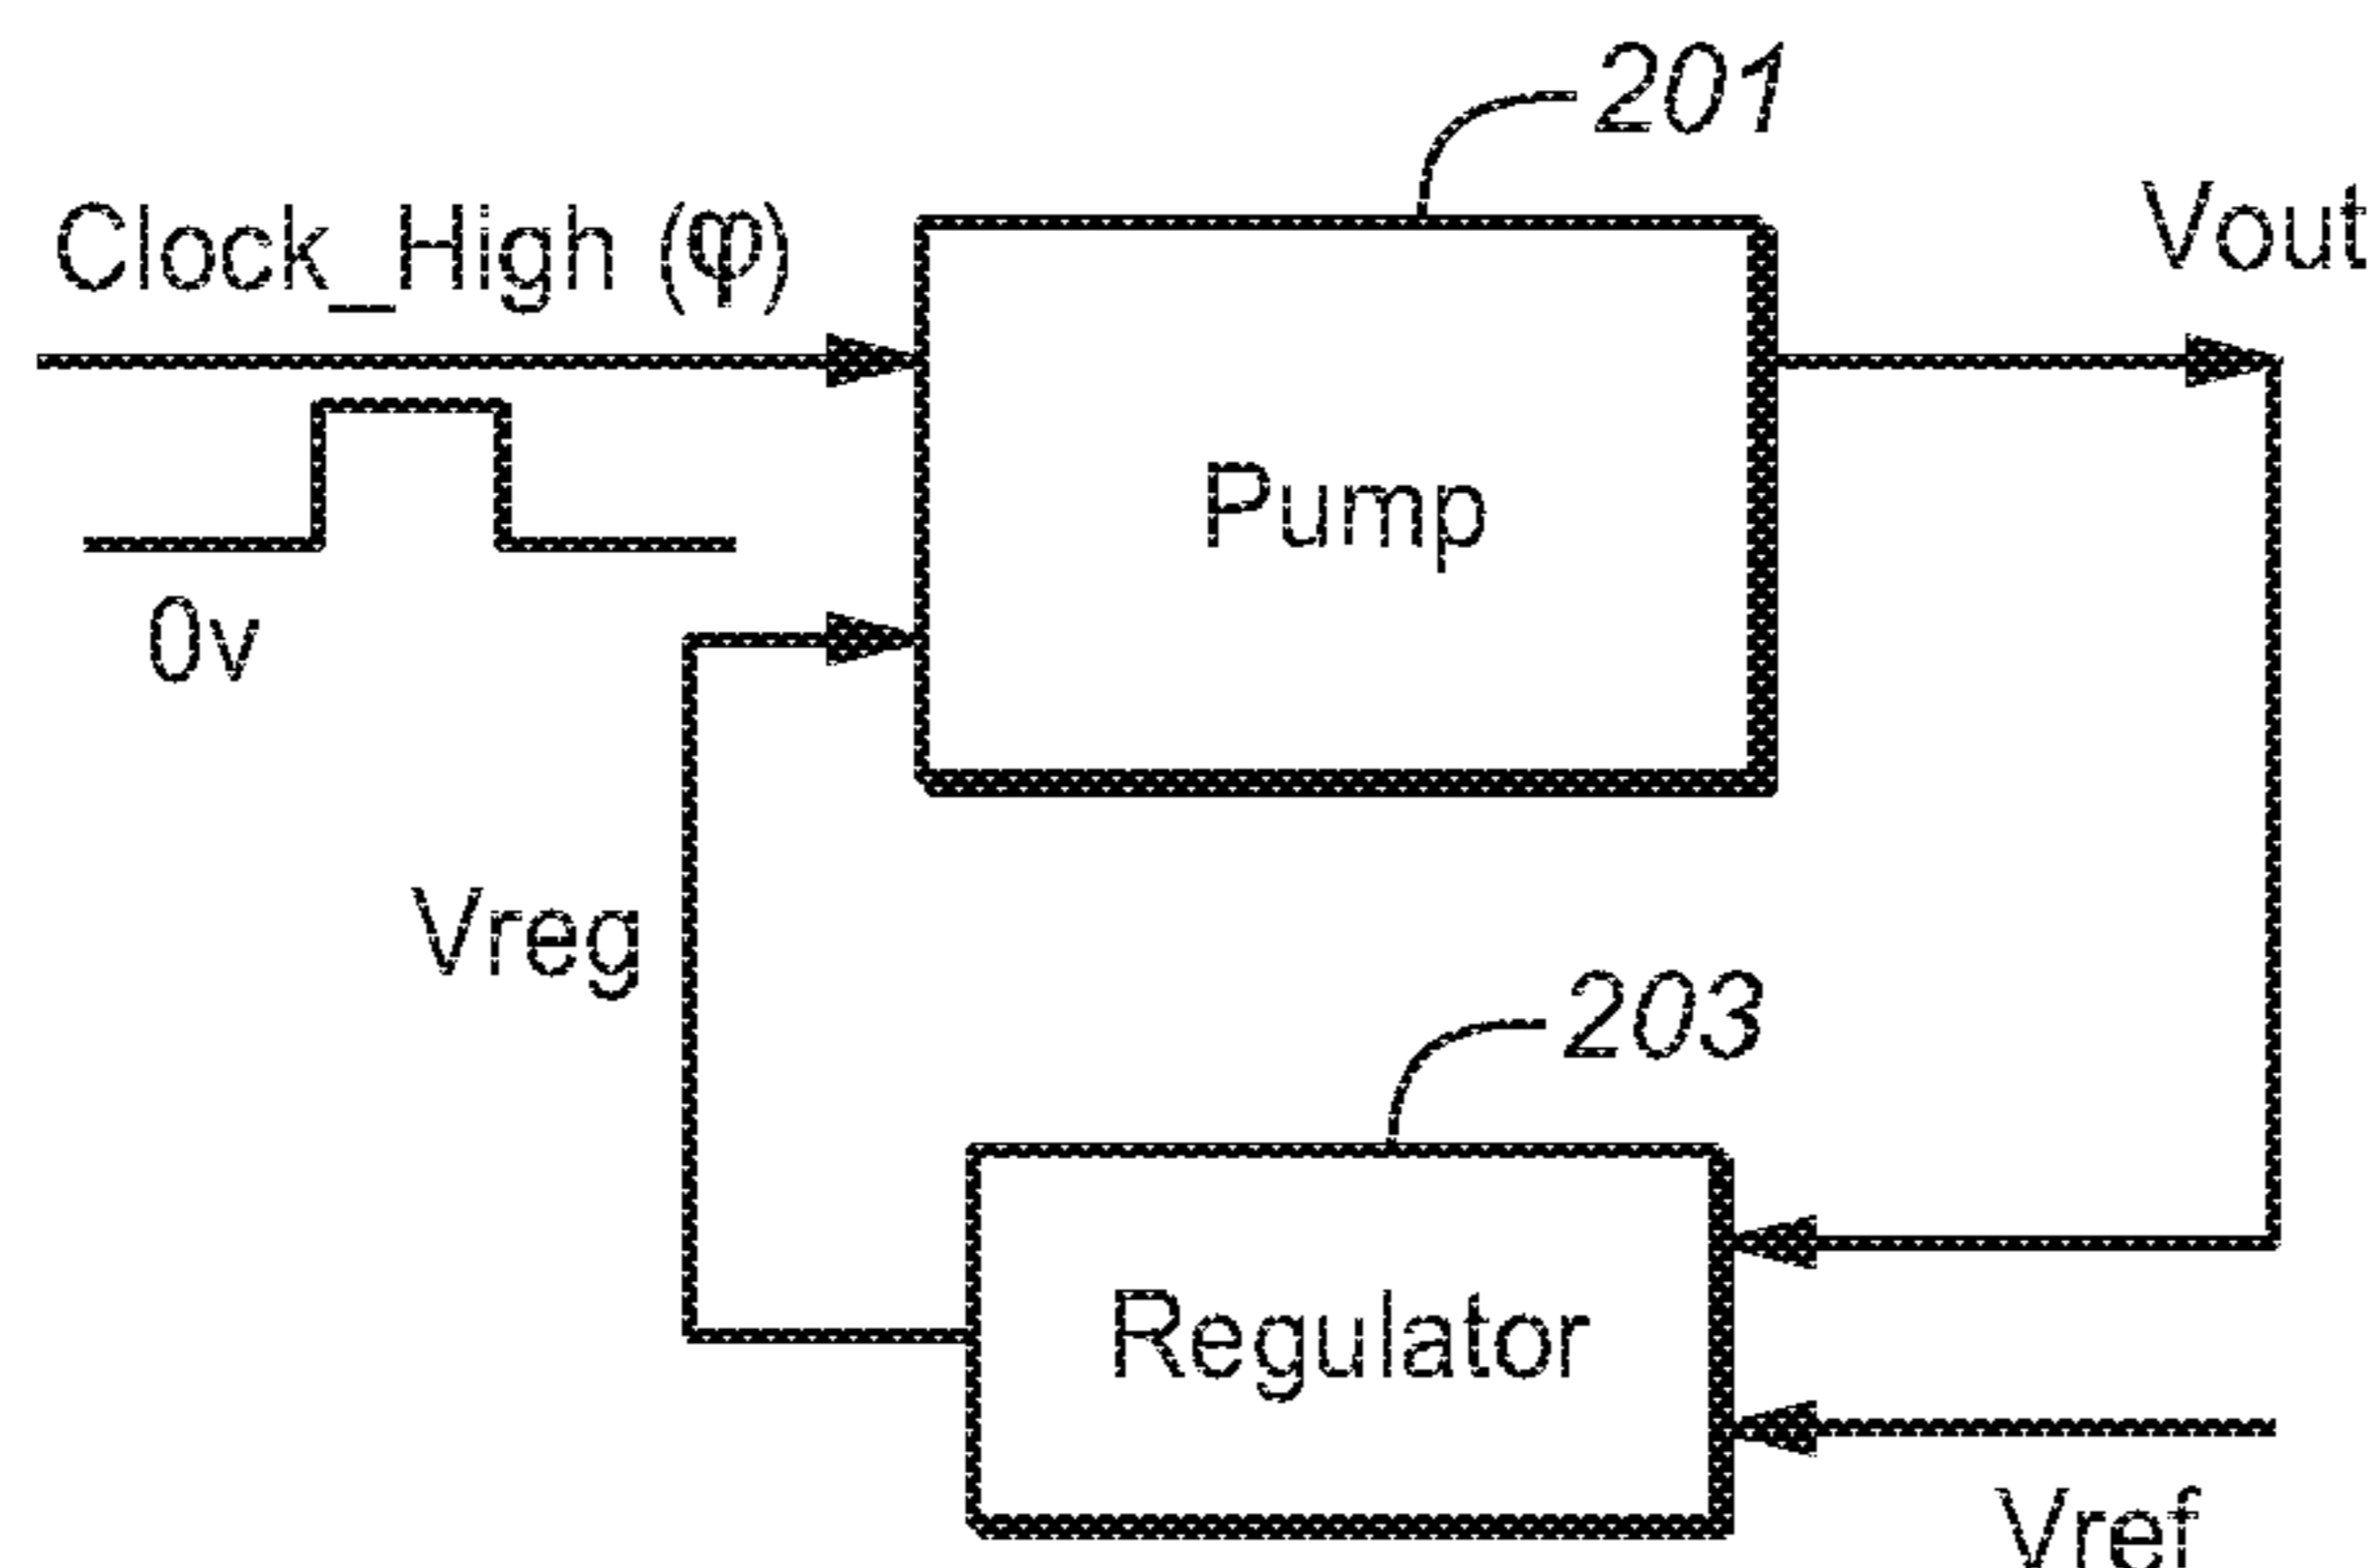 201
Clock_High (φ)
Vout
Pump
0v
Vreg
203
Regulator
Vref